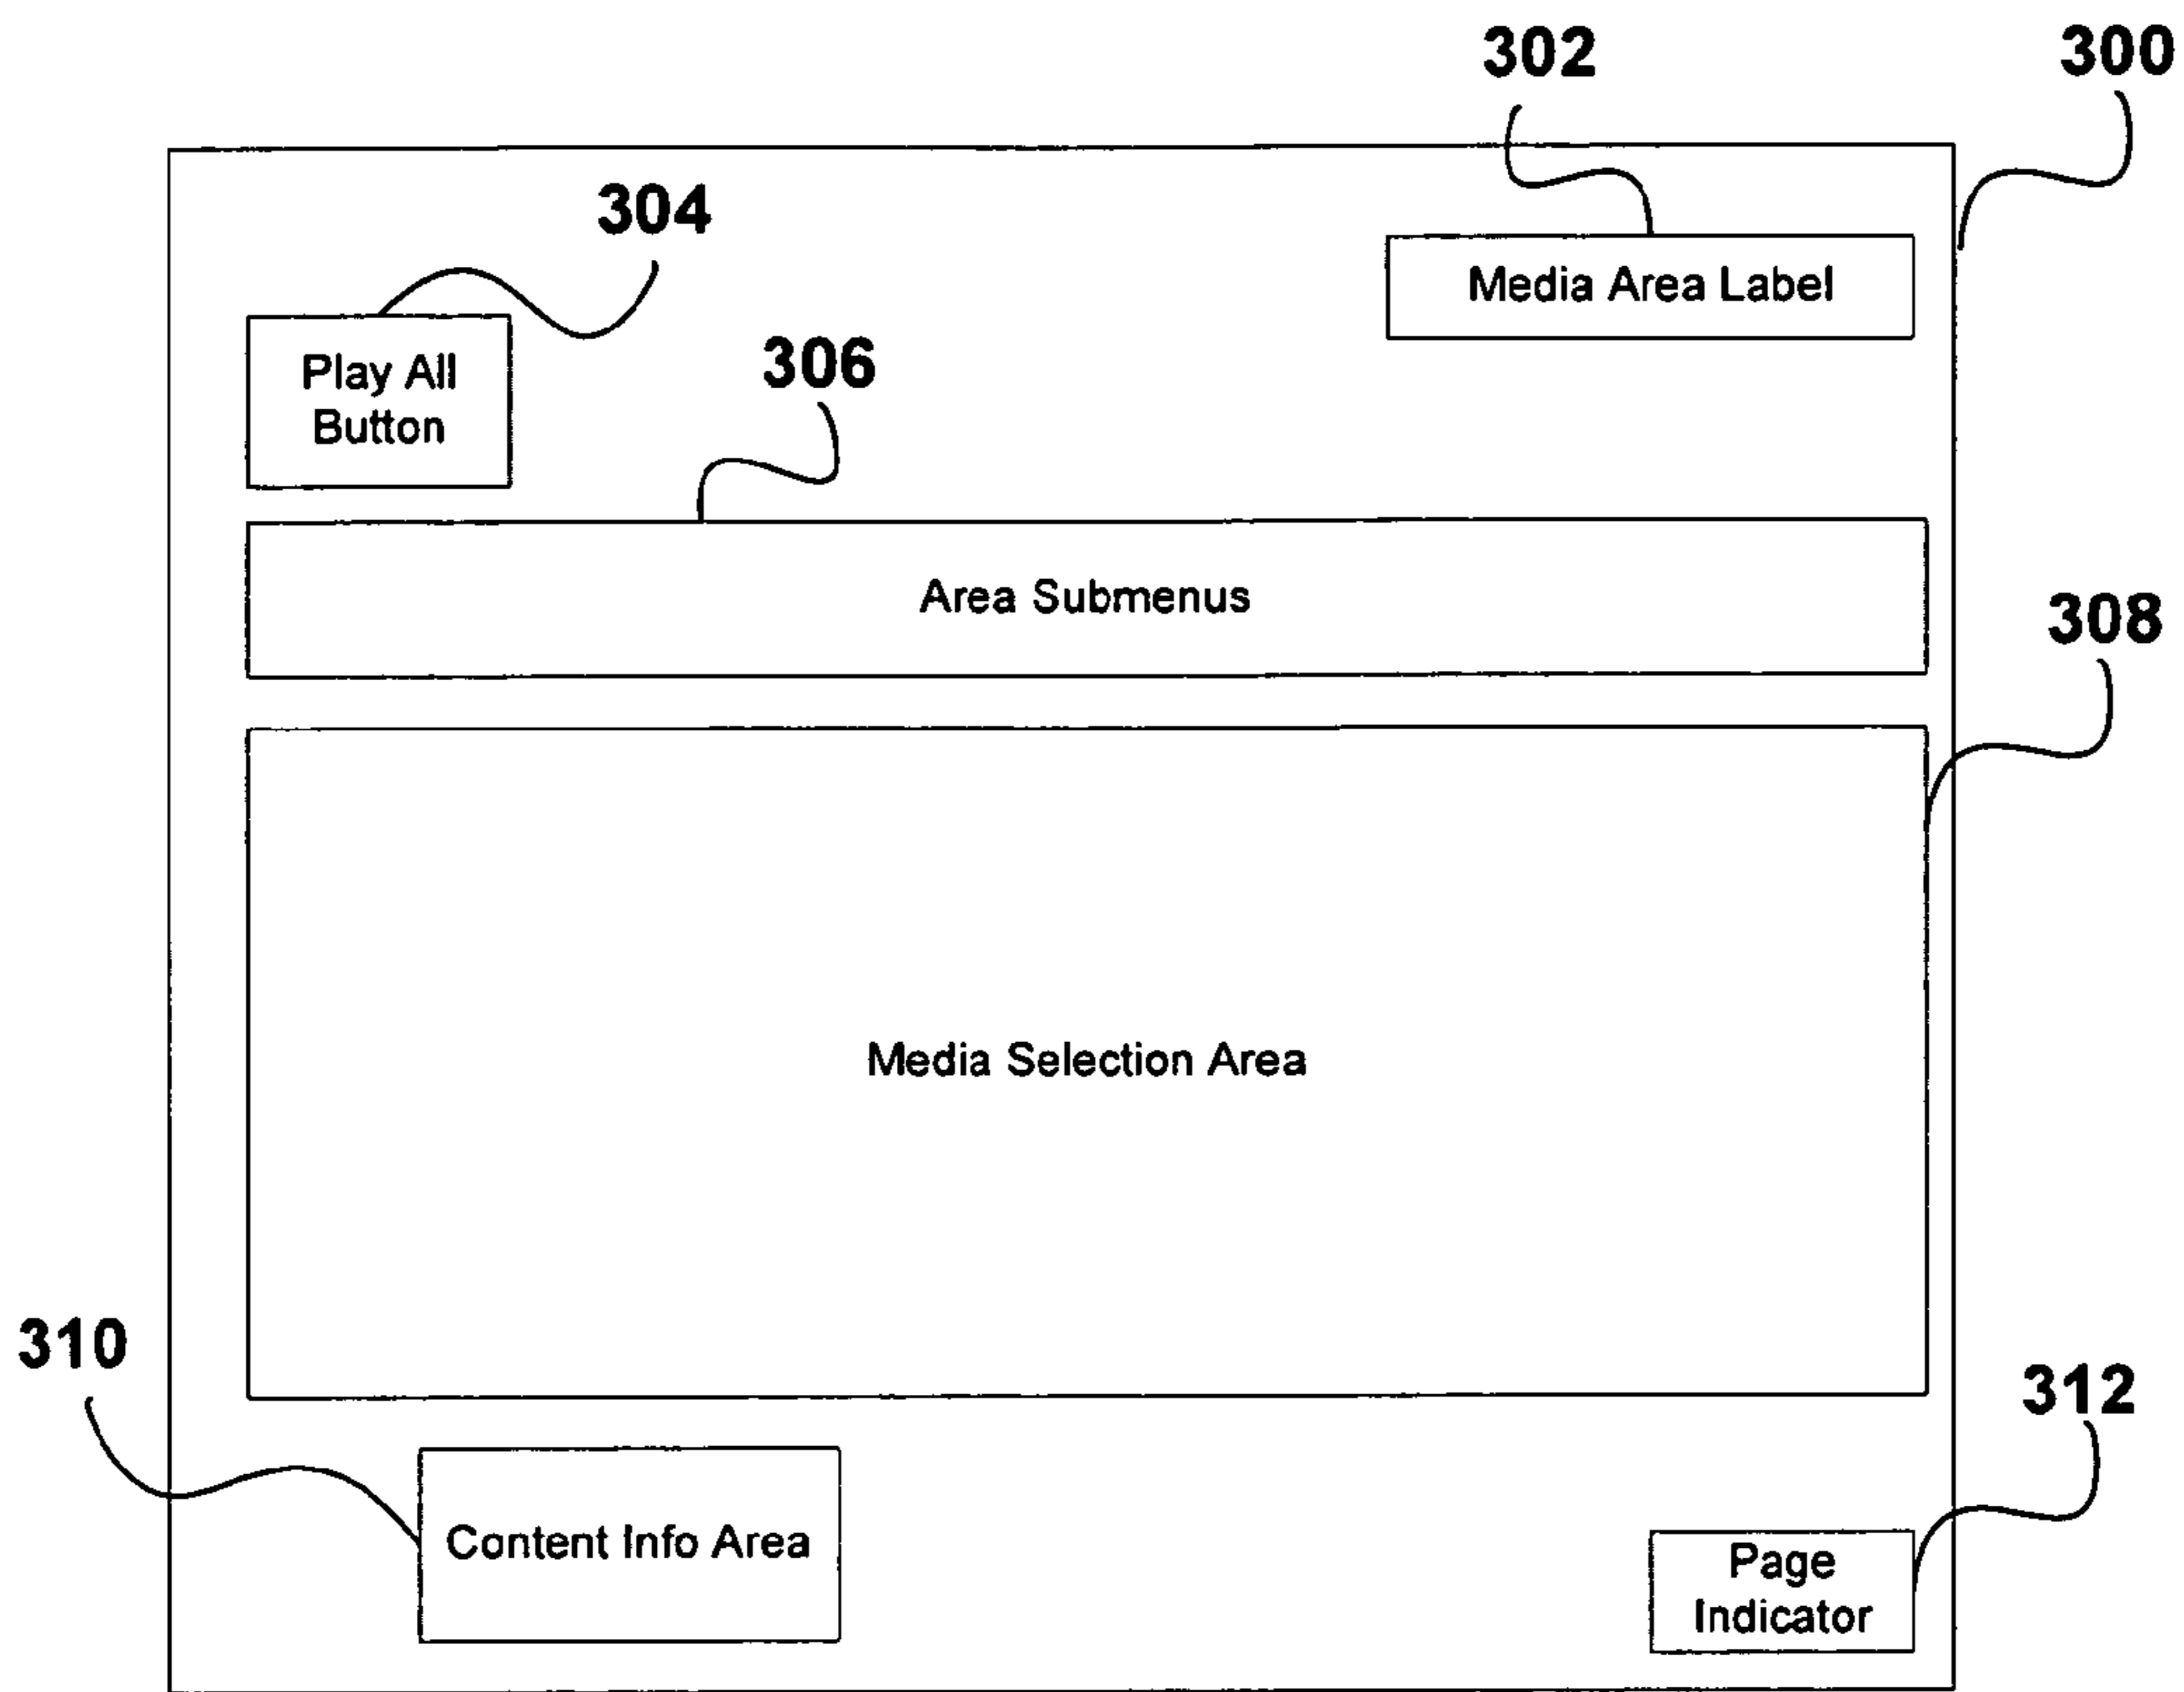 302
300
304
Media Area Label
Play All
Button
306
Area Submenus
308
Media Selection Area
310
312
Content Info Area
Page
Indicator